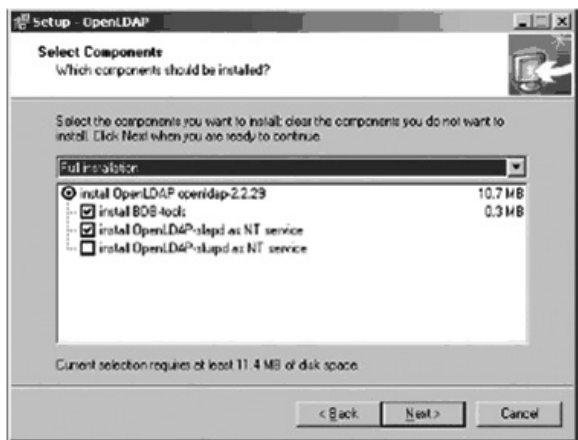 Setup - OpenLDAP
Select Components
Which components should be installed?
Select the components you want to install; clear the components you do not want to
install. Click Next when you are ready to continue.
Full installation
install OpenLDAP openldap-2.2.29 10.7 MB
install BDB-tools 0.3 MB
install OpenLDAP-slapd as NT service
install OpenLDAP-slurpd as NT service
Current selection requires at least 11.4 MB of disk space.
< Back Next > Cancel